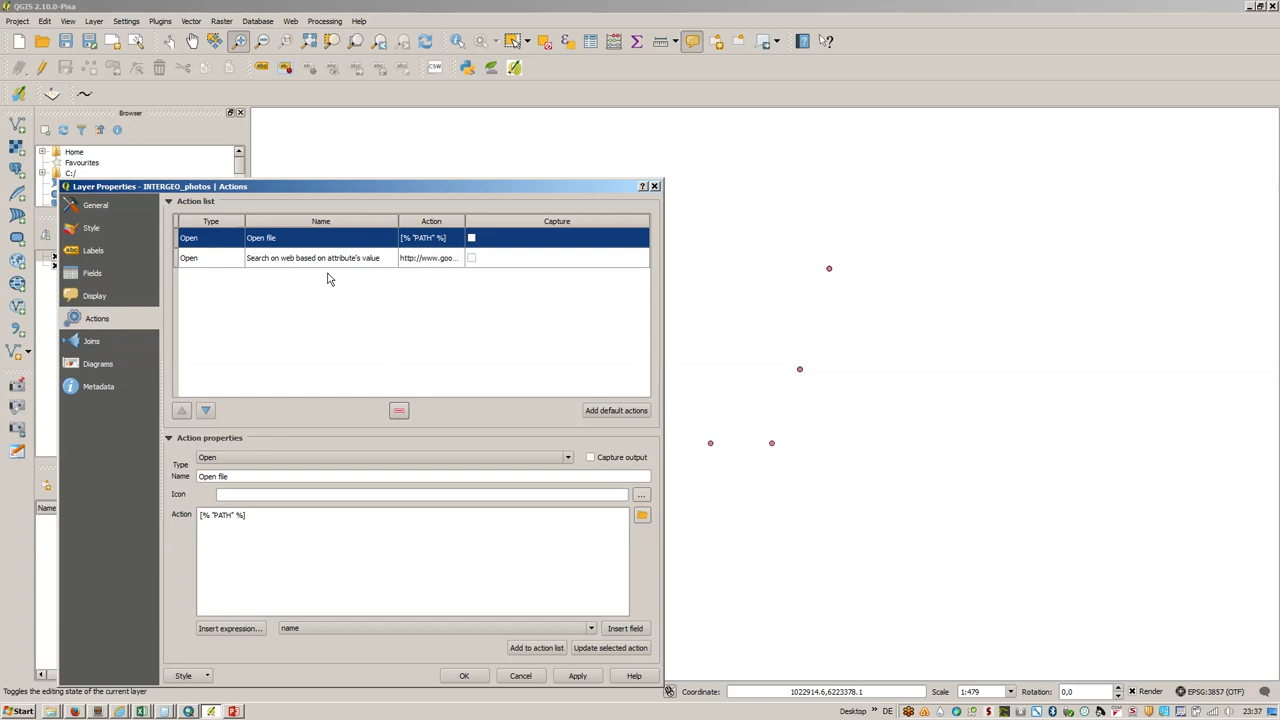 QGIS 2.10.0-Pisa
Project Edit View Layer Settings Plugins Vector Raster Database Web Processing Help
abc
CSW
Browser
Home
Favourites
C:/
Layer Properties - INTERGEO_photos | Actions
General
Style
Labels
Fields
Display
Actions
Joins
Diagrams
Metadata
Action list
Type Name Action Capture
Open Open file [% "PATH" %]
Open Search on web based on attribute's value http://www.goo...
Add default actions
Action properties
Type Open Capture output
Name Open file
Icon ...
Action [% "PATH" %]
Name
Insert expression... name Insert field
Add to action list Update selected action
Style OK Cancel Apply Help
Toggles the editing state of the current layer Coordinate: 1022914.6,6223378.1 Scale 1:479 Rotation: 0,0 Render EPSG:3857 (OTF)
Start Desktop » DE 23:37